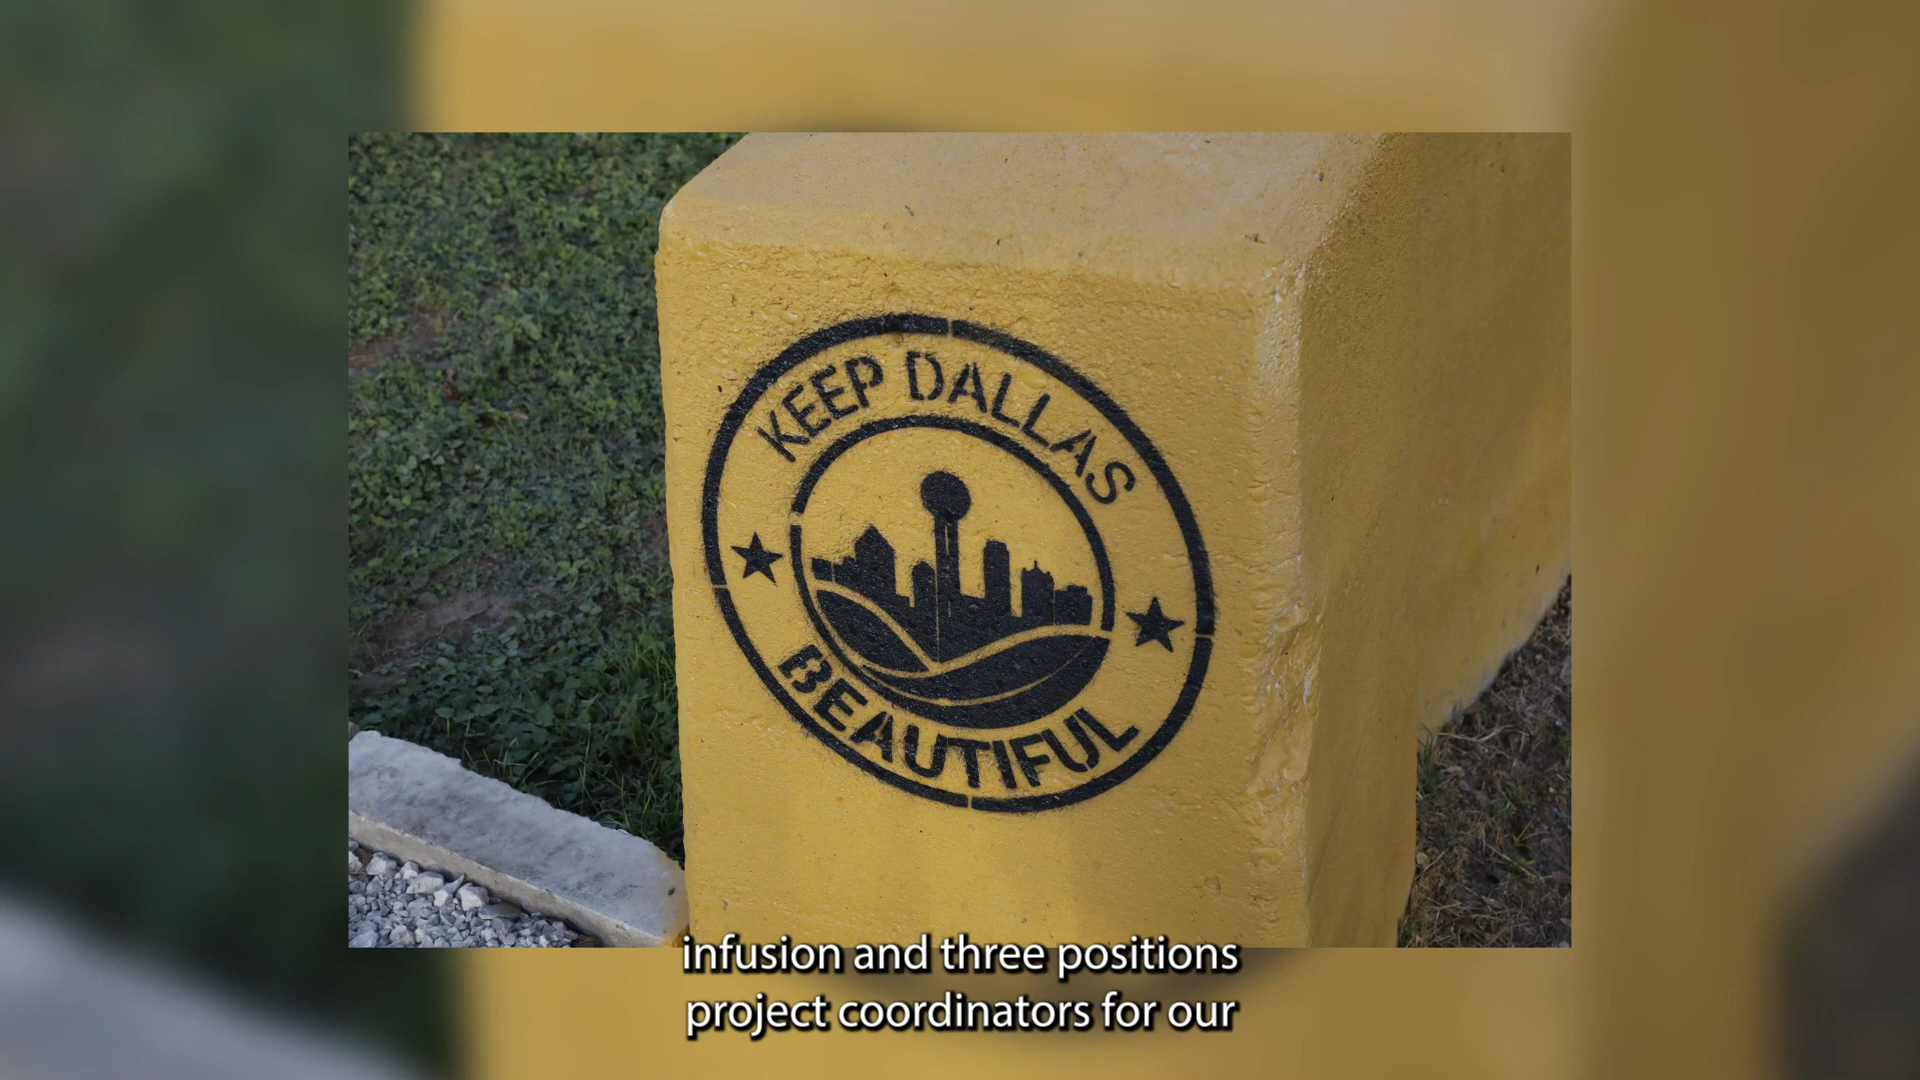 KEEP DALLAS
BEAUTIFUL
infusion and three positions
project coordinators for our